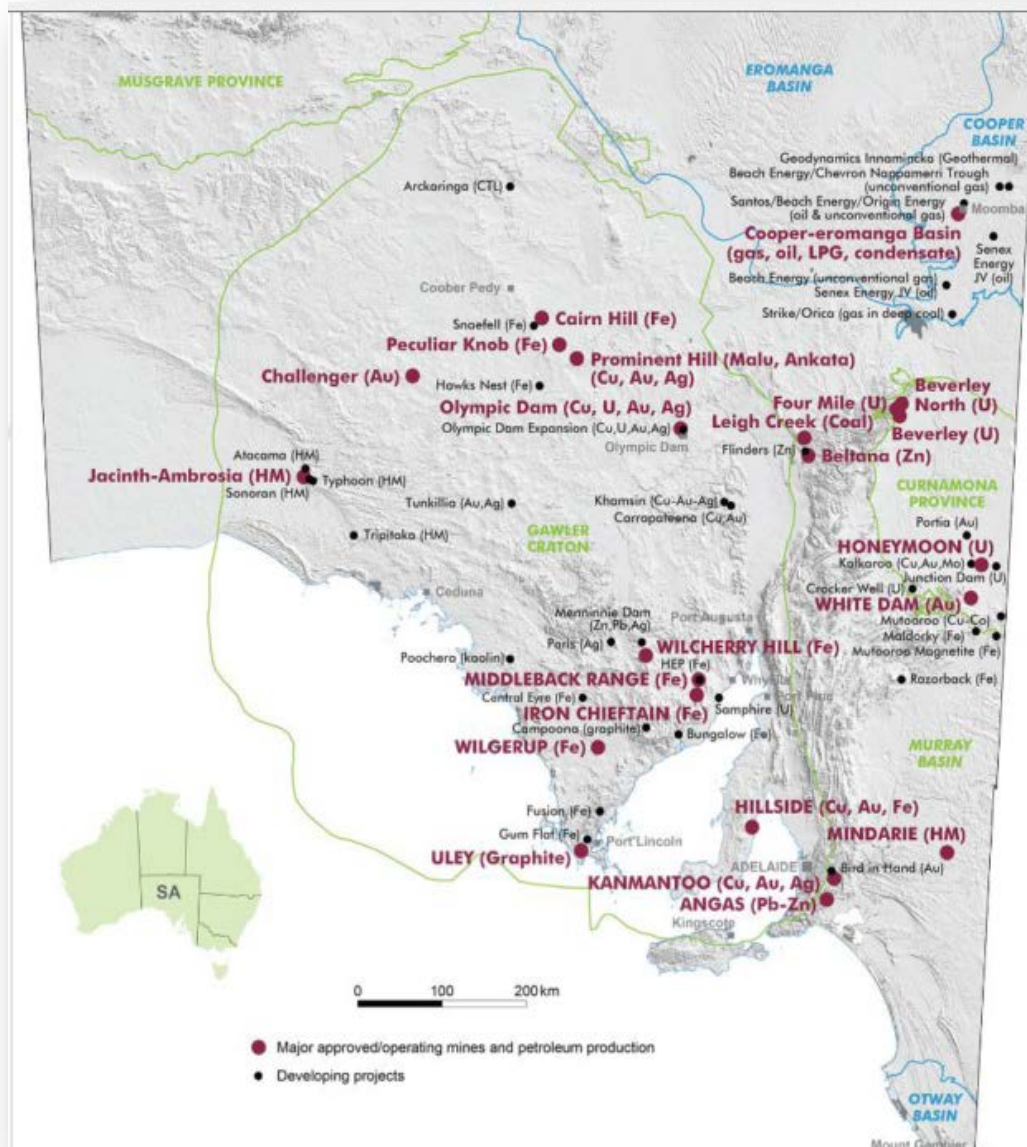 MUSGRAVE PROVINCE
EROMANGA
BASIN
COOPER
BASIN
Geodynamics Innamincka (Geothermal)
Beach Energy/Chevron Nappamerri Trough
(unconventional gas)
Arckaringa (CTL)
Santos/Beach Energy/Origin Energy
(oil & unconventional gas)
Moomba
Cooper-eromanga Basin
(gas, oil, LPG, condensate)
Senex
Energy
JV (oil)
Beach Energy (unconventional gas)
Senex Energy JV (oil)
Strike/Orica (gas in deep coal)
Coober Pedy
Cairn Hill (Fe)
Snaefell (Fe)
Peculiar Knob (Fe)
Prominent Hill (Malu, Ankata)
(Cu, Au, Ag)
Challenger (Au)
Hawks Nest (Fe)
Beverley
North (U)
Four Mile (U)
Beverley (U)
Olympic Dam (Cu, U, Au, Ag)
Olympic Dam Expansion (Cu,U,Au,Ag)
Olympic Dam
Leigh Creek (Coal)
Flinders (Zn)
Beltana (Zn)
Atacama (HM)
Jacinth-Ambrosia (HM)
Typhoon (HM)
Sonoran (HM)
Tunkillia (Au,Ag)
Khamsin (Cu-Au-Ag)
Carrapateena (Cu,Au)
CURNAMONA
PROVINCE
Portia (Au)
Tripitaka (HM)
GAWLER
CRATON
HONEYMOON (U)
Kalkaroo (Cu,Au,Mo)
Junction Dam (U)
Crocker Well (U)
WHITE DAM (Au)
Mutooroo (Cu-Co)
Maldorky (Fe)
Mutooroo Magnetite (Fe)
Ceduna
Menninnie Dam
(Zn,Pb,Ag)
Port Augusta
Paris (Ag)
WILCHERRY HILL (Fe)
HEP (Fe)
Poochera (kaolin)
MIDDLEBACK RANGE (Fe)
Whyalla
Razorback (Fe)
Central Eyre (Fe)
Port Pirie
Samphire (U)
IRON CHIEFTAIN (Fe)
Campoona (graphite)
Bungalow (Fe)
WILGERUP (Fe)
MURRAY
BASIN
Fusion (Fe)
HILLSIDE (Cu, Au, Fe)
MINDARIE (HM)
Gum Flat (Fe)
Port Lincoln
ULEY (Graphite)
ADELAIDE
Bird in Hand (Au)
KANMANTOO (Cu, Au, Ag)
ANGAS (Pb-Zn)
Kingscote
SA
0 100 200 km
Major approved/operating mines and petroleum production
Developing projects
OTWAY
BASIN
Mount Gambier